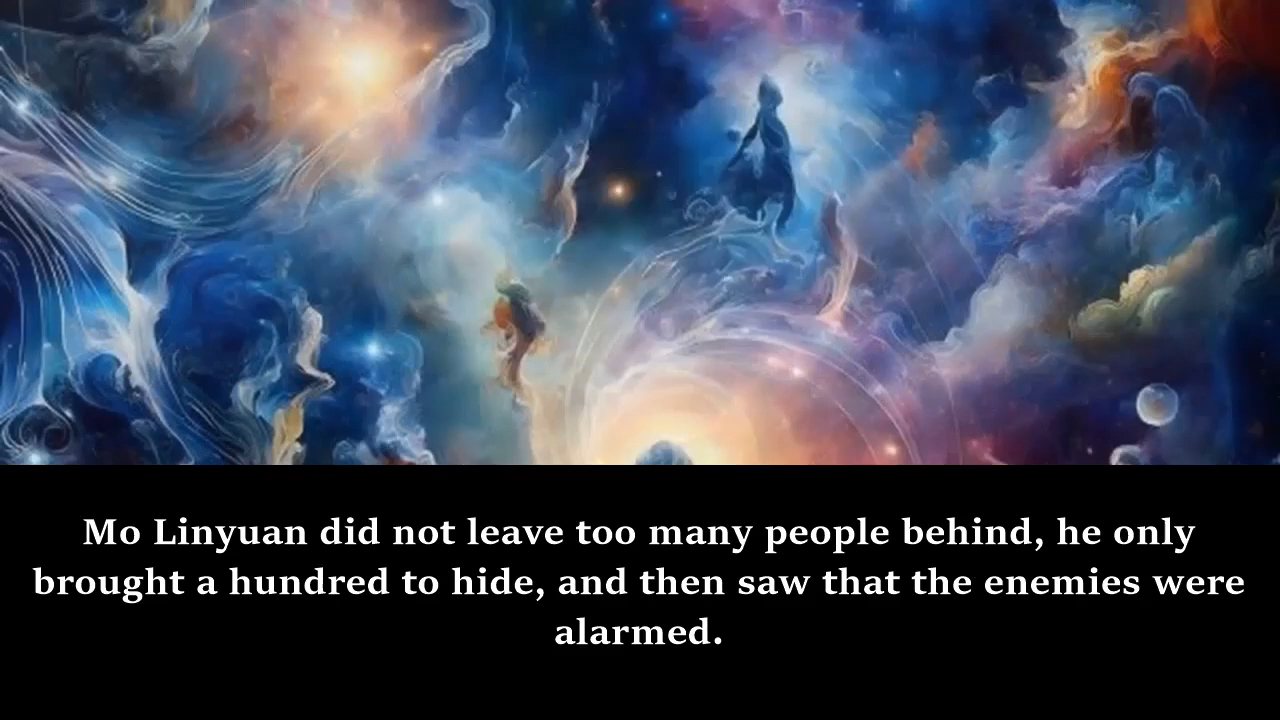 Mo Linyuan did not leave too many people behind, he only
brought a hundred to hide, and then saw that the enemies were
alarmed.